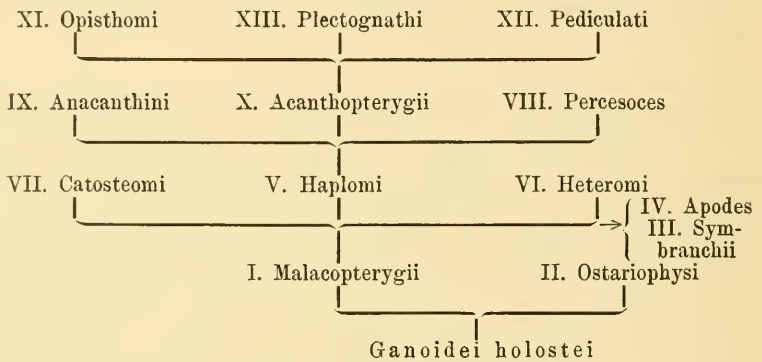 XI. Opisthomi XIII. Plectognathi XII. Pediculati
IX. Anacanthini X. Acanthopterygii VIII. Percesoces
VII. Catosteomi V. Haplomi VI. Heteromi
IV. Apodes
III. Sym-
branchii
I. Malacopterygii II. Ostariophysi
Ganoidei holostei